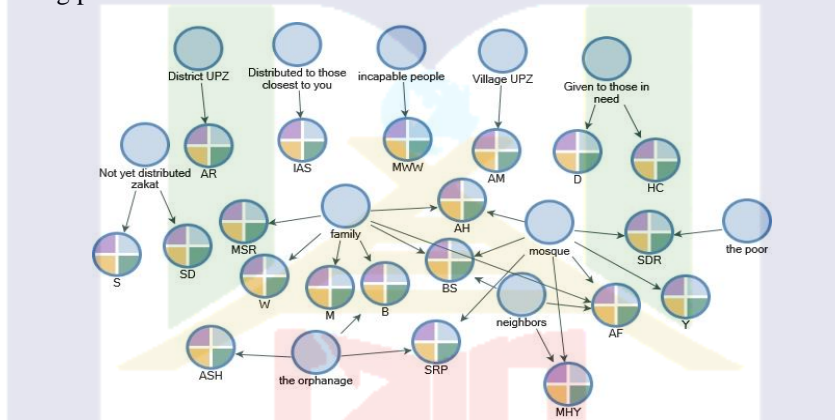 District UPZ
Distributed to those
closest to you
incapable people
Village UPZ
Given to those in
need
Not yet distributed
zakat
AR
IAS
MWW
AM
D
HC
S
SD
MSR
family
AH
mosque
SDR
the poor
W
M
B
BS
neighbors
AF
Y
ASH
the orphanage
SRP
MHY